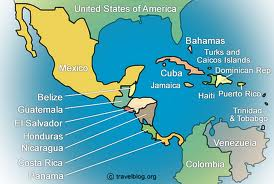 United States of America
Bahamas
Turks and
Caicos Islands
Mexico
Cuba
Dominican Rep
Jamaica
Haiti
Puerto Rico
Belize
Guatemala
El Salvador
Honduras
Nicaragua
Costa Rica
Panama
Trinidad
& Tobago
Venezuela
Colombia
© travelblog.org